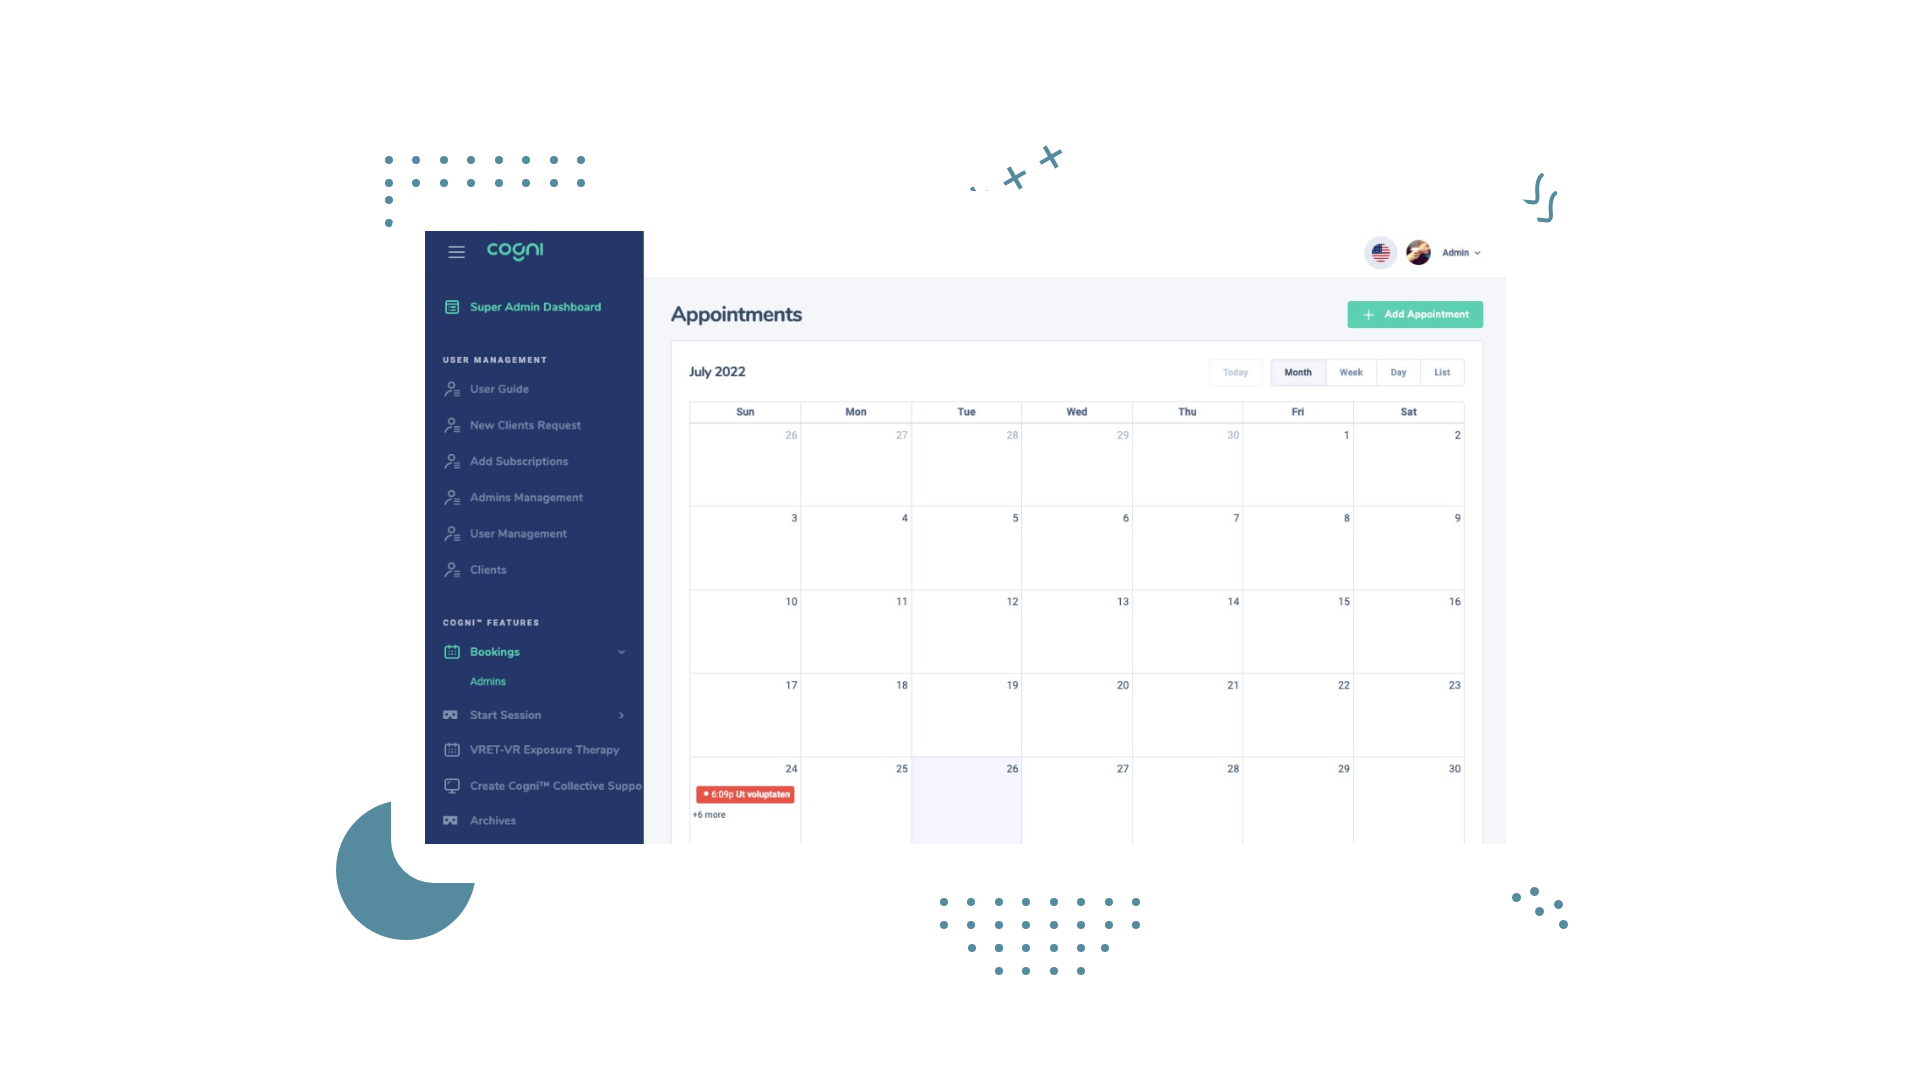 cogni
Admin
Super Admin Dashboard
Appointments
Add Appointment
USER MANAGEMENT
User Guide
New Clients Request
Add Subscriptions
Admins Management
User Management
Clients
COGNI™ FEATURES
Bookings
Admins
Start Session
VRET-VR Exposure Therapy
Create Cogni™ Collective Suppo
Archives
July 2022
Today Month Week Day List
Sun Mon Tue Wed Thu Fri Sat
26 27 28 29 30 1 2
3 4 5 6 7 8 9
10 11 12 13 14 15 16
17 18 19 20 21 22 23
24 25 26 27 28 29 30
6:09p Ut voluptaten
+6 more